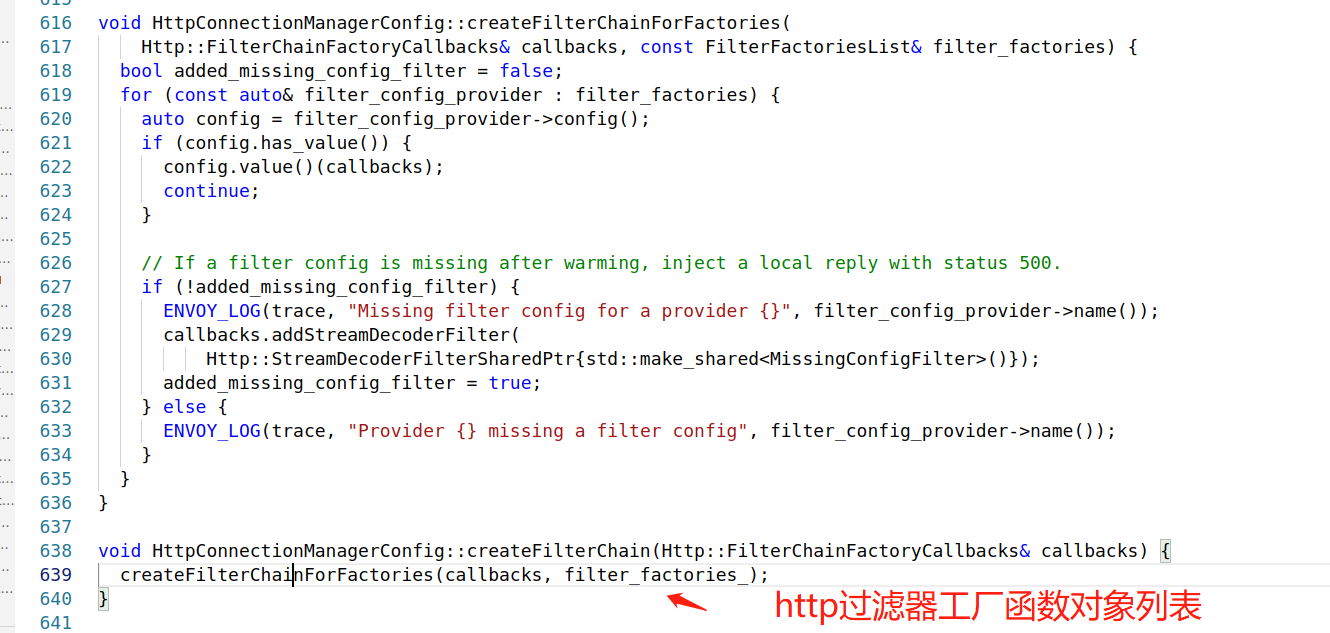 615
616 void HttpConnectionManagerConfig::createFilterChainForFactories(
617     Http::FilterChainFactoryCallbacks& callbacks, const FilterFactoriesList& filter_factories) {
618   bool added_missing_config_filter = false;
619   for (const auto& filter_config_provider : filter_factories) {
620     auto config = filter_config_provider->config();
621     if (config.has_value()) {
622       config.value()(callbacks);
623       continue;
624     }
625
626     // If a filter config is missing after warming, inject a local reply with status 500.
627     if (!added_missing_config_filter) {
628       ENVOY_LOG(trace, "Missing filter config for a provider {}", filter_config_provider->name());
629       callbacks.addStreamDecoderFilter(
630           Http::StreamDecoderFilterSharedPtr{std::make_shared<MissingConfigFilter>()});
631       added_missing_config_filter = true;
632     } else {
633       ENVOY_LOG(trace, "Provider {} missing a filter config", filter_config_provider->name());
634     }
635   }
636 }
637
638 void HttpConnectionManagerConfig::createFilterChain(Http::FilterChainFactoryCallbacks& callbacks) {
639   createFilterChainForFactories(callbacks, filter_factories_);
640 }
http过滤器工厂函数对象列表
641